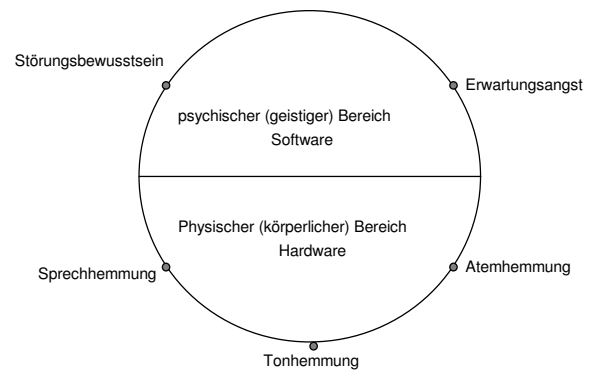 Störungsbewusstsein
Erwartungsangst
psychischer (geistiger) Bereich
Software
Physischer (körperlicher) Bereich
Hardware
Sprechhemmung
Atemhemmung
Tonhemmung